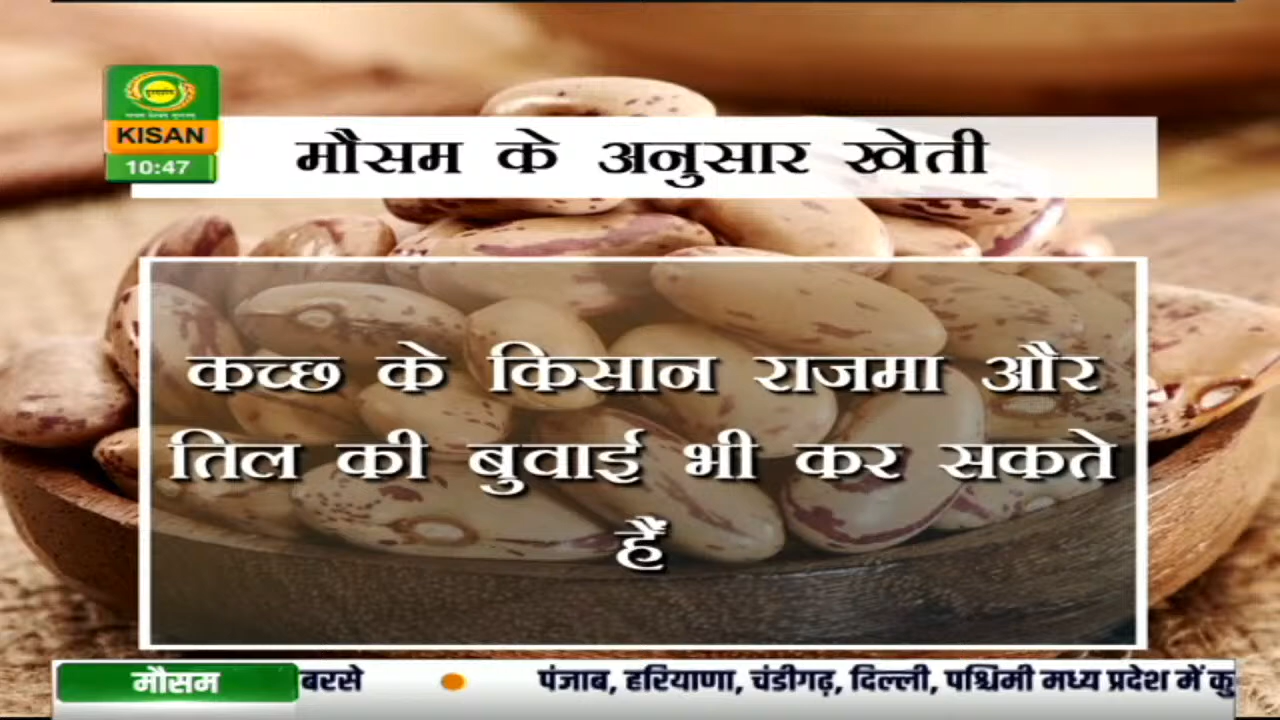 KISAN
10:47
मौसम के अनुसार खेती
कच्छ के किसान राजमा और
तिल की बुवाई भी कर सकते
हैं
मौसम बरसे पंजाब, हरियाणा, चंडीगढ़, दिल्ली, पश्चिमी मध्य प्रदेश में कु